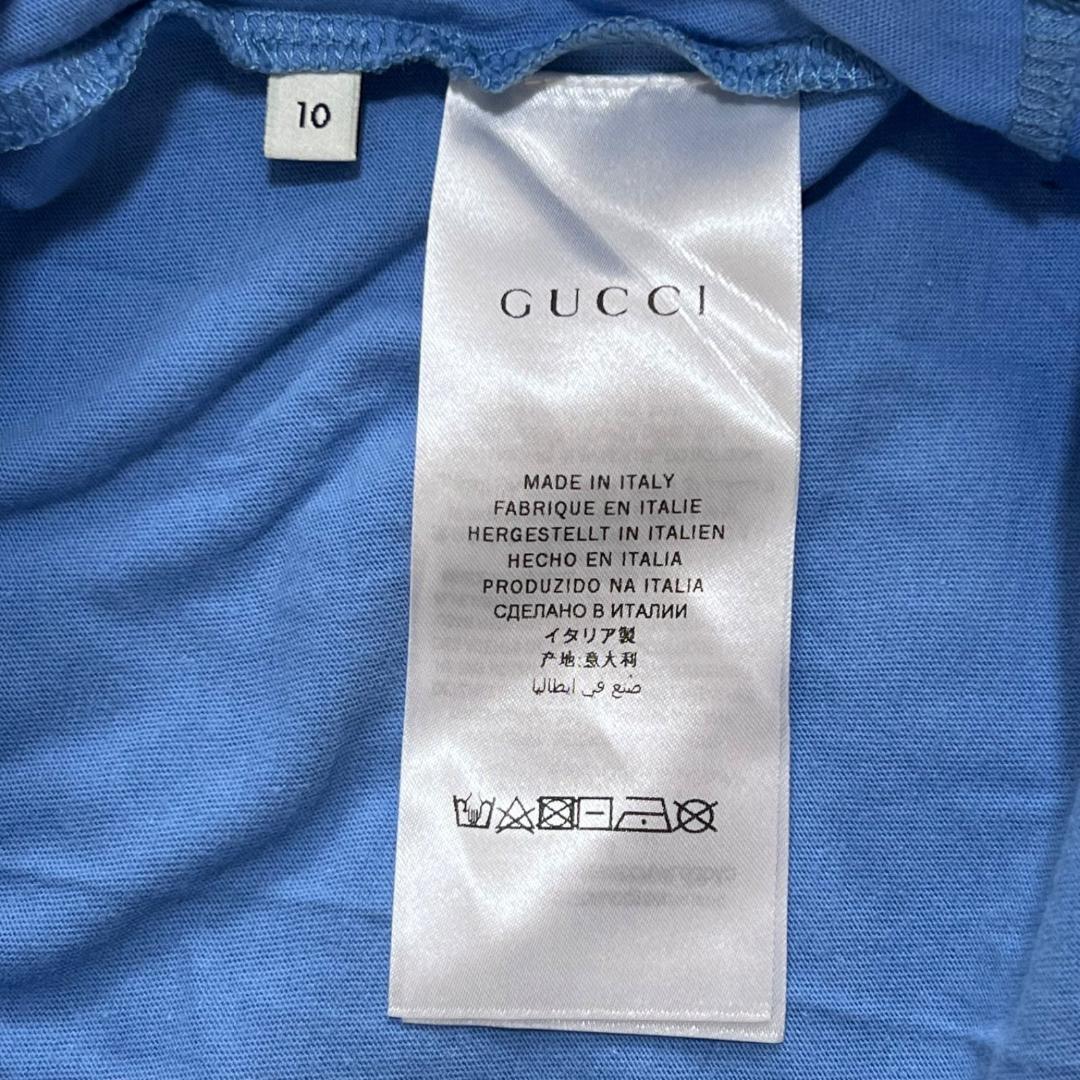 10
GUCCI
MADE IN ITALY
FABRIQUE EN ITALIE
HERGESTELLT IN ITALIEN
HECHO EN ITALIA
PRODUZIDO NA ITALIA
СДЕЛАНО В ИТАЛИИ
イタリア製
产地:意大利
صُنع في ايطاليا